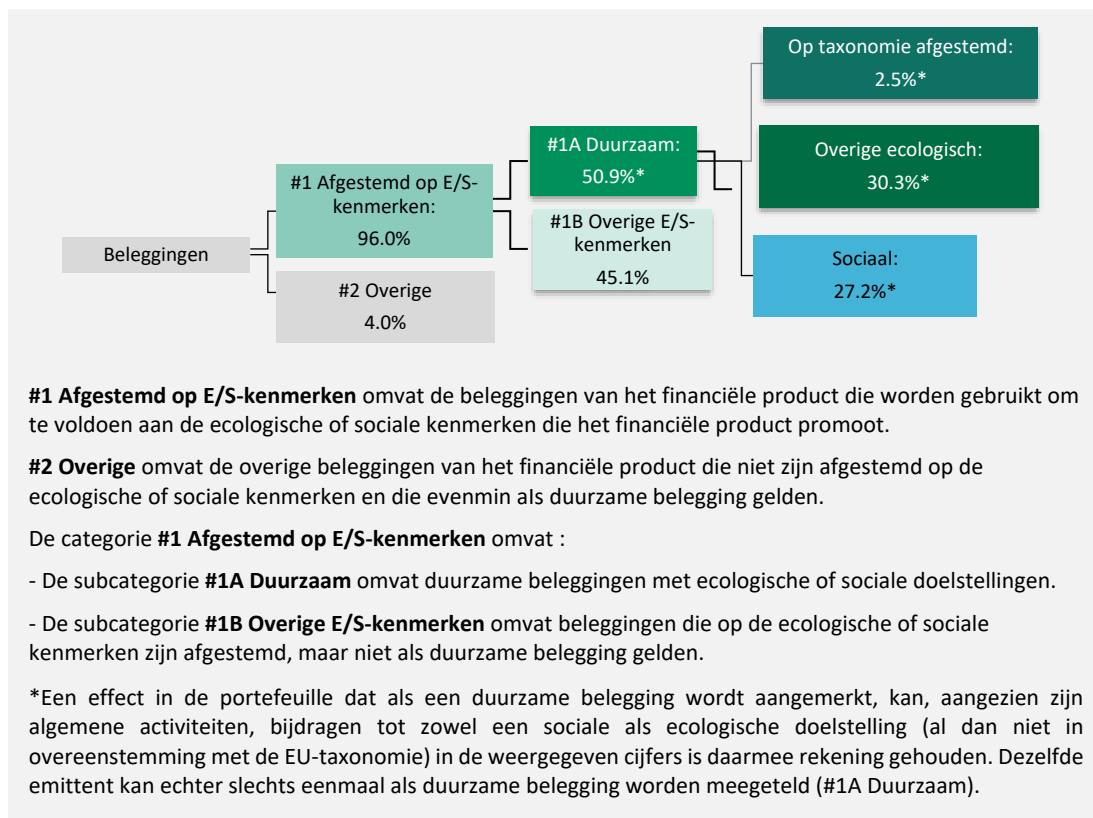 Beleggingen
#1 Afgestemd op E/S-
kenmerken:
96.0%
#2 Overige
4.0%
#1A Duurzaam:
50.9%*
#1B Overige E/S-
kenmerken
45.1%
Op taxonomie afgestemd:
2.5%*
Overige ecologisch:
30.3%*
Sociaal:
27.2%*
#1 Afgestemd op E/S-kenmerken omvat de beleggingen van het financiële product die worden gebruikt om
te voldoen aan de ecologische of sociale kenmerken die het financiële product promoot.
#2 Overige omvat de overige beleggingen van het financiële product die niet zijn afgestemd op de
ecologische of sociale kenmerken en die evenmin als duurzame belegging gelden.
De categorie #1 Afgestemd op E/S-kenmerken omvat :
- De subcategorie #1A Duurzaam omvat duurzame beleggingen met ecologische of sociale doelstellingen.
- De subcategorie #1B Overige E/S-kenmerken omvat beleggingen die op de ecologische of sociale
kenmerken zijn afgestemd, maar niet als duurzame belegging gelden.
*Een effect in de portefeuille dat als een duurzame belegging wordt aangemerkt, kan, aangezien zijn
algemene activiteiten, bijdragen tot zowel een sociale als ecologische doelstelling (al dan niet in
overeenstemming met de EU-taxonomie) in de weergegeven cijfers is daarmee rekening gehouden. Dezelfde
emittent kan echter slechts eenmaal als duurzame belegging worden meegeteld (#1A Duurzaam).